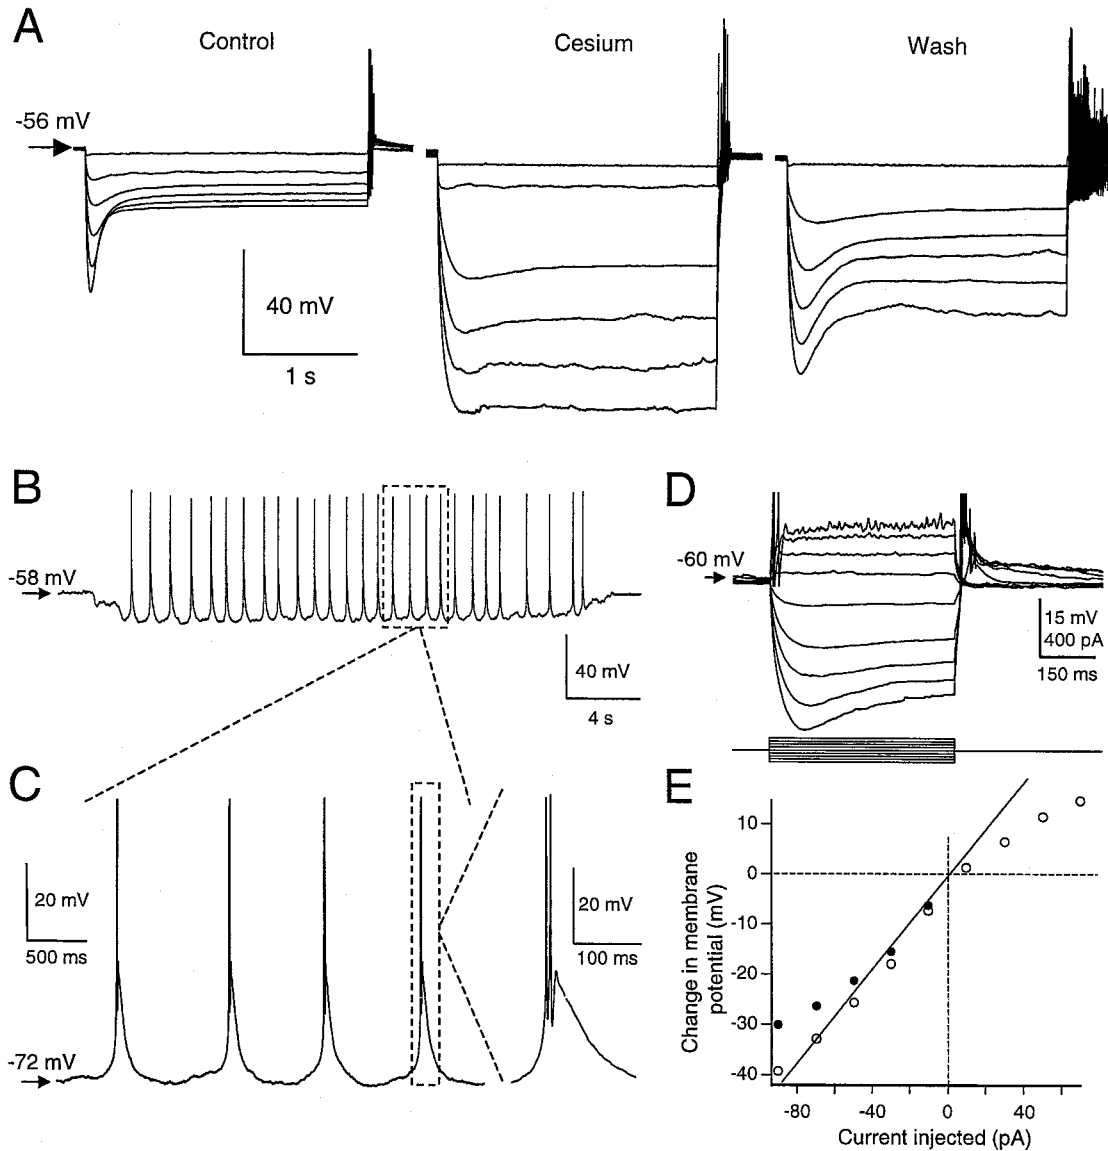 A
Control
Cesium
Wash
-56 mV
40 mV
1 s
B
-58 mV
40 mV
4 s
C
20 mV
500 ms
-72 mV
20 mV
100 ms
D
-60 mV
15 mV
400 pA
150 ms
E
Change in membrane
potential (mV)
10
0
-10
-20
-30
-40
-80
-40
0
40
Current injected (pA)